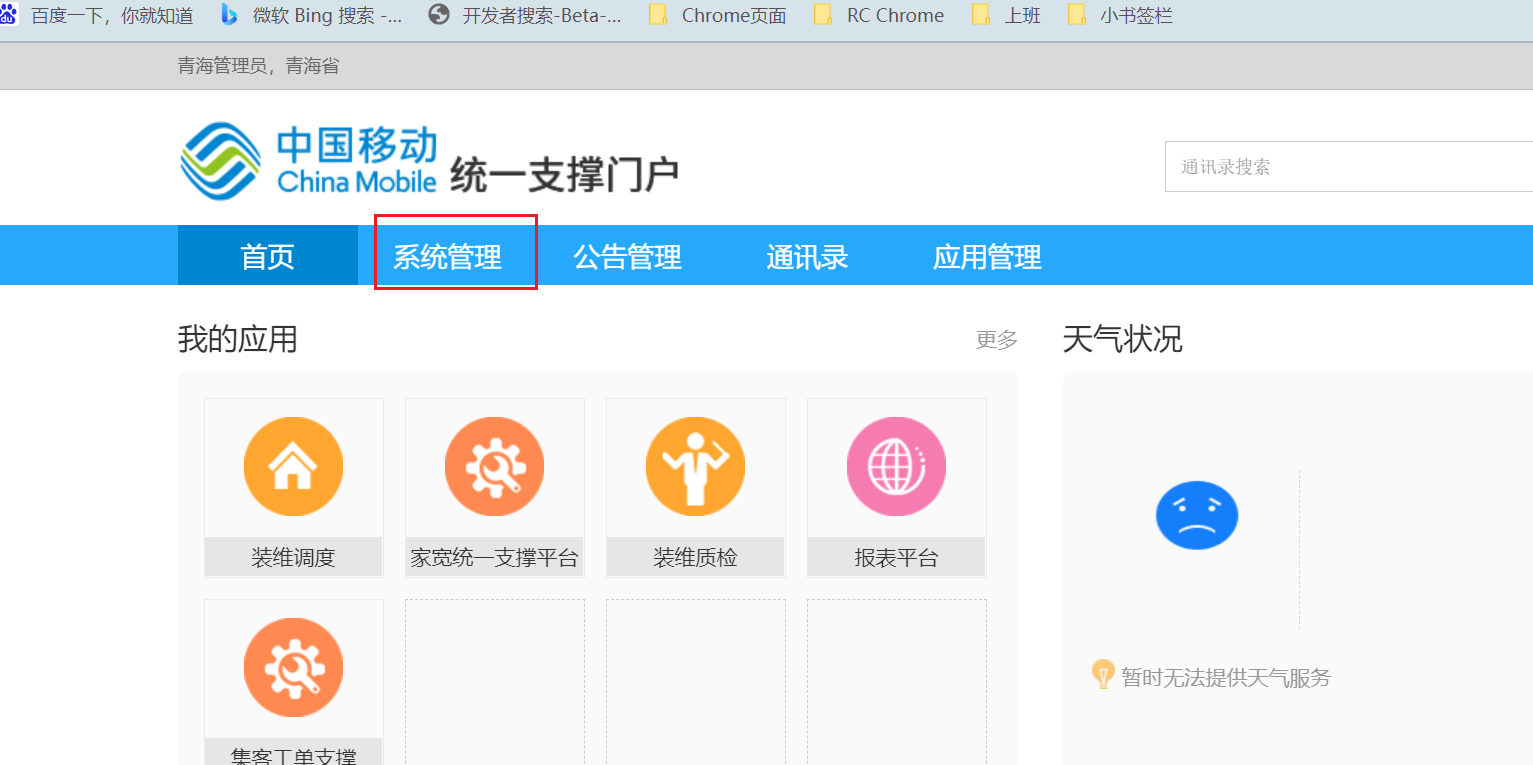 百度一下，你就知道 微软 Bing 搜索 -... 开发者搜索-Beta-... Chrome页面 RC Chrome 上班 小书签栏
青海管理员，青海省
中国移动
China Mobile 统一支撑门户
通讯录搜索
首页 系统管理 公告管理 通讯录 应用管理
我的应用 更多 天气状况
装维调度 家宽统一支撑平台 装维质检 报表平台
暂时无法提供天气服务
集客工单支撑